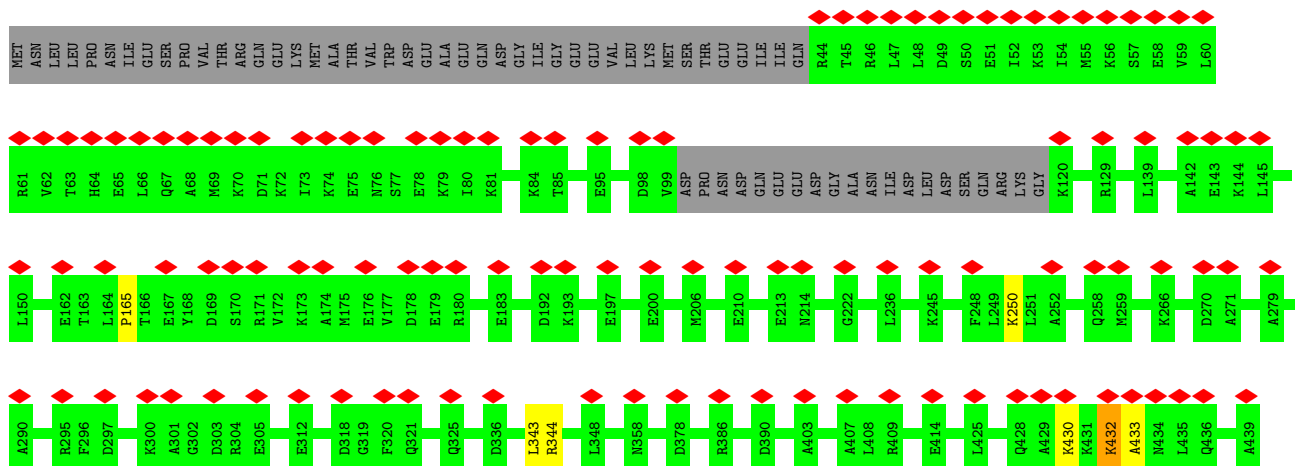 MET ASN LEU LEU PRO ASN ILE GLU SER PRO VAL THR ARG GLN GLU LYS MET ALA THR VAL TRP ASP GLU ALA GLU GLN ASP GLY ILE GLY GLU GLU VAL LEU LYS MET SER THR GLU GLU ILE ILE GLN R44 T45 R46 L47 L48 D49 S50 E51 I52 K53 I54 M55 K56 S57 E58 V59 L60
R61 V62 T63 H64 E65 L66 Q67 A68 M69 K70 D71 K72 I73 K74 E75 N76 S77 E78 K79 I80 K81 K84 T85 E95 D98 V99 ASP PRO ASN ASP GLN GLU GLU ASP GLY ALA ASN ILE ASP LEU ASP SER GLN ARG LYS GLY K120 R129 L139 A142 E143 K144 L145
L150 E162 T163 L164 P165 T166 E167 Y168 D169 S170 R171 V172 K173 A174 M175 E176 V177 D178 E179 R180 E183 D192 K193 E197 E200 M206 E210 E213 N214 G222 L236 K245 F248 L249 K250 L251 A252 Q258 M259 K266 D270 A271 A279
A290 R295 F296 D297 K300 A301 G302 D303 R304 E305 E312 D318 G319 F320 Q321 Q325 D336 L343 R344 L348 N358 D378 R386 D390 A403 A407 L408 R409 E414 L425 Q428 A429 K430 K431 K432 A433 N434 L435 Q436 A439